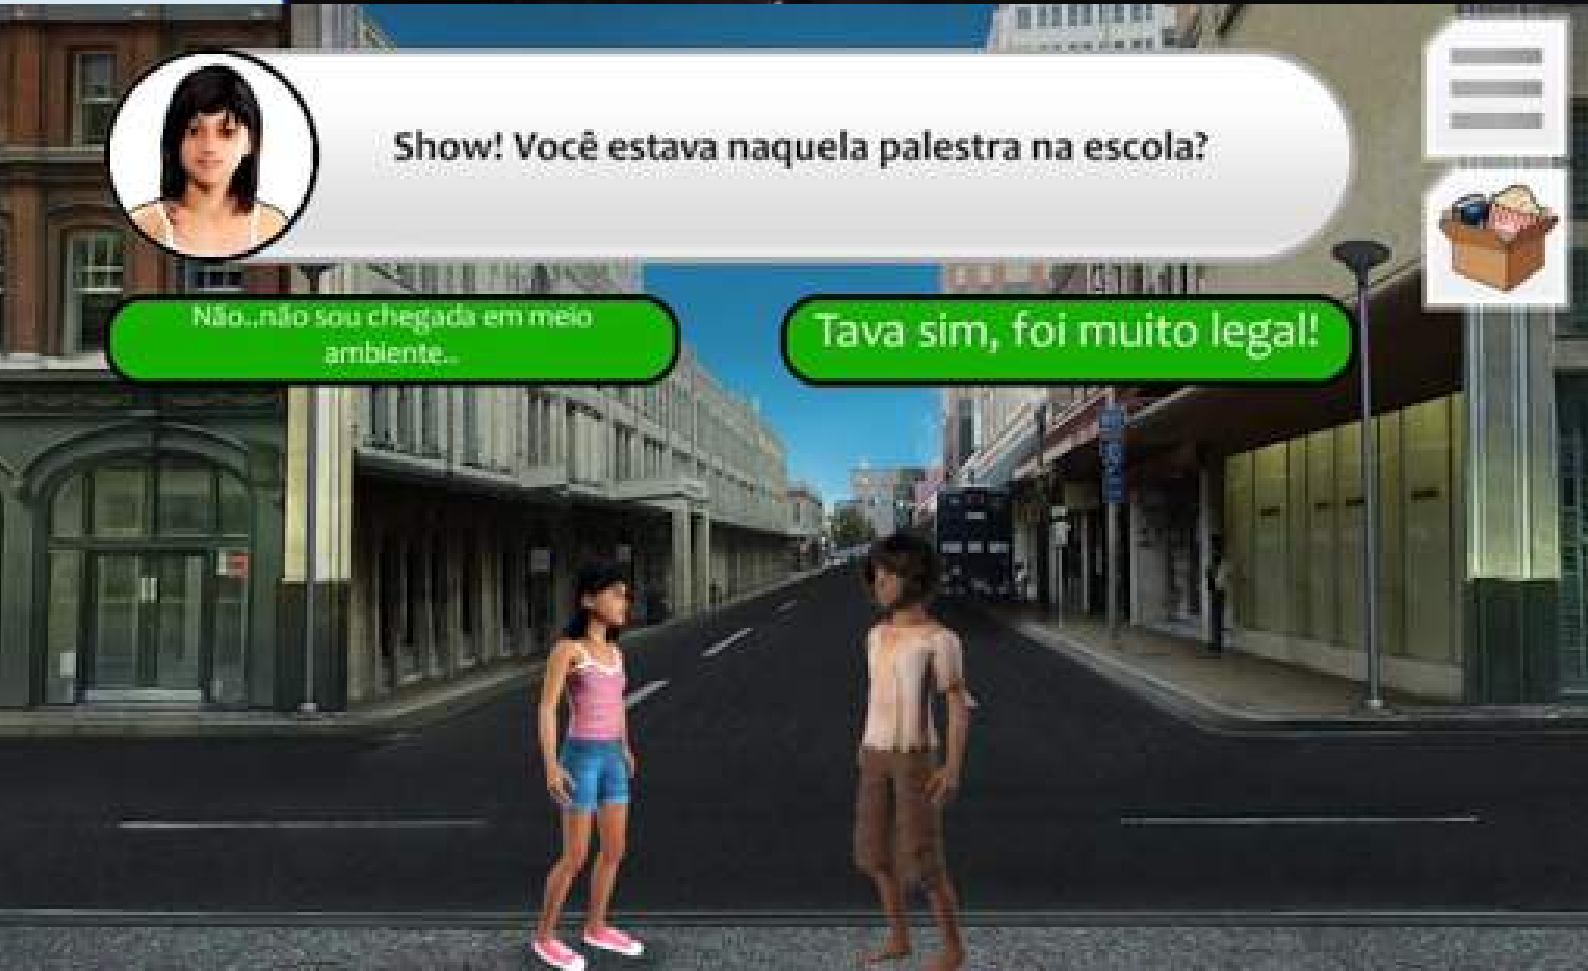 Show! Você estava naquela palestra na escola?
Não..não sou chegada em meio
ambiente..
Tava sim, foi muito legal!